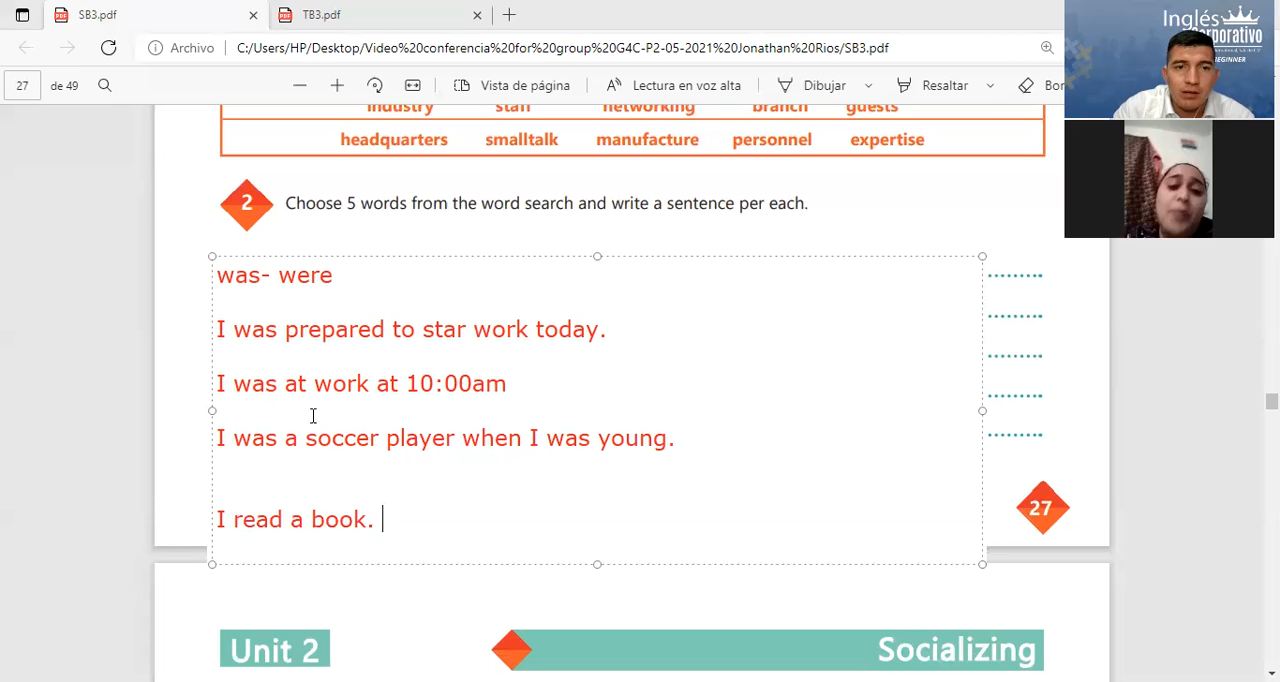 SB3.pdf
TB3.pdf
Archivo C:/Users/HP/Desktop/Video%20conference%20on%20group%20G4C-P2-05-2021%20Jonathan%20Rios/SB3.pdf
27 de 49 Vista de página Lectura en voz alta Dibujar Resaltar Bor
Inglés
Corporativo
BEGINNER
industry staff networking branch guests
headquarters smalltalk manufacture personnel expertise
2 Choose 5 words from the word search and write a sentence per each.
was- were
I was prepared to star work today.
I was at work at 10:00am
I was a soccer player when I was young.
I read a book.
27
Unit 2 Socializing